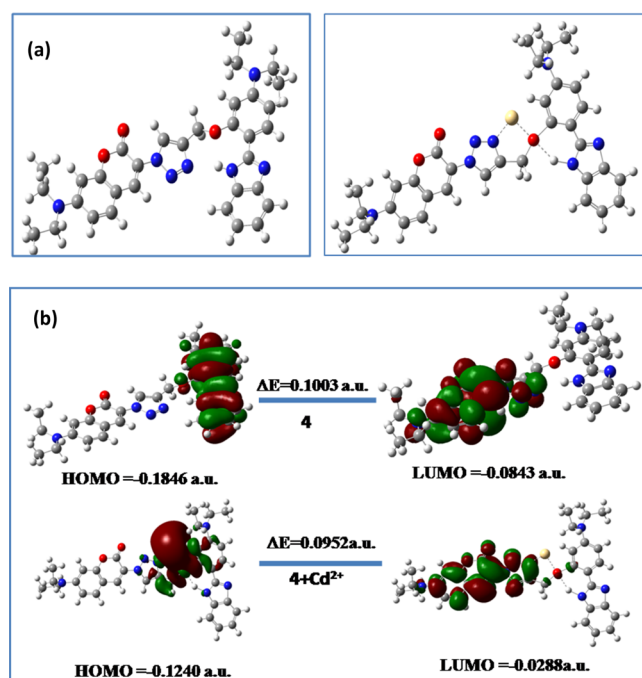 (a)
(b)
ΔE=0.1003 a.u.
4
HOMO =-0.1846 a.u.
LUMO =-0.0843 a.u.
ΔE=0.0952a.u.
4+Cd²⁺
HOMO =-0.1240 a.u.
LUMO =-0.0288a.u.